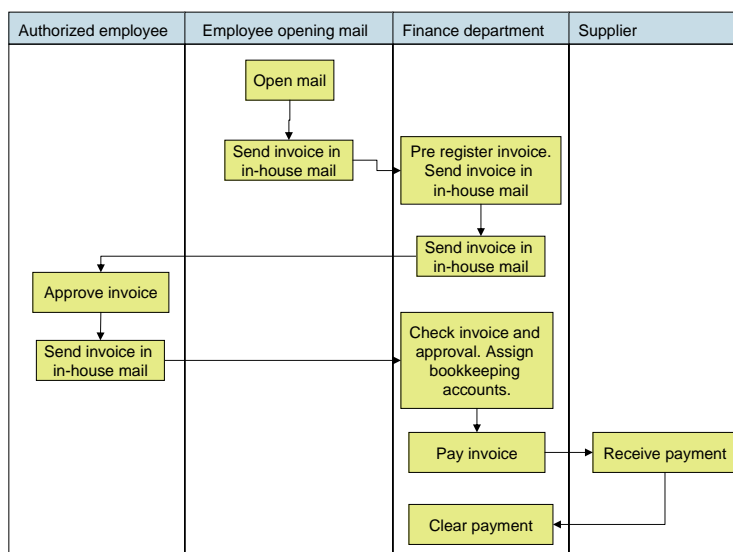 Authorized employee
Employee opening mail
Finance department
Supplier
Open mail
Send invoice in
in-house mail
Pre register invoice.
Send invoice in
in-house mail
Send invoice in
in-house mail
Approve invoice
Send invoice in
in-house mail
Check invoice and
approval. Assign
bookkeeping
accounts.
Pay invoice
Receive payment
Clear payment